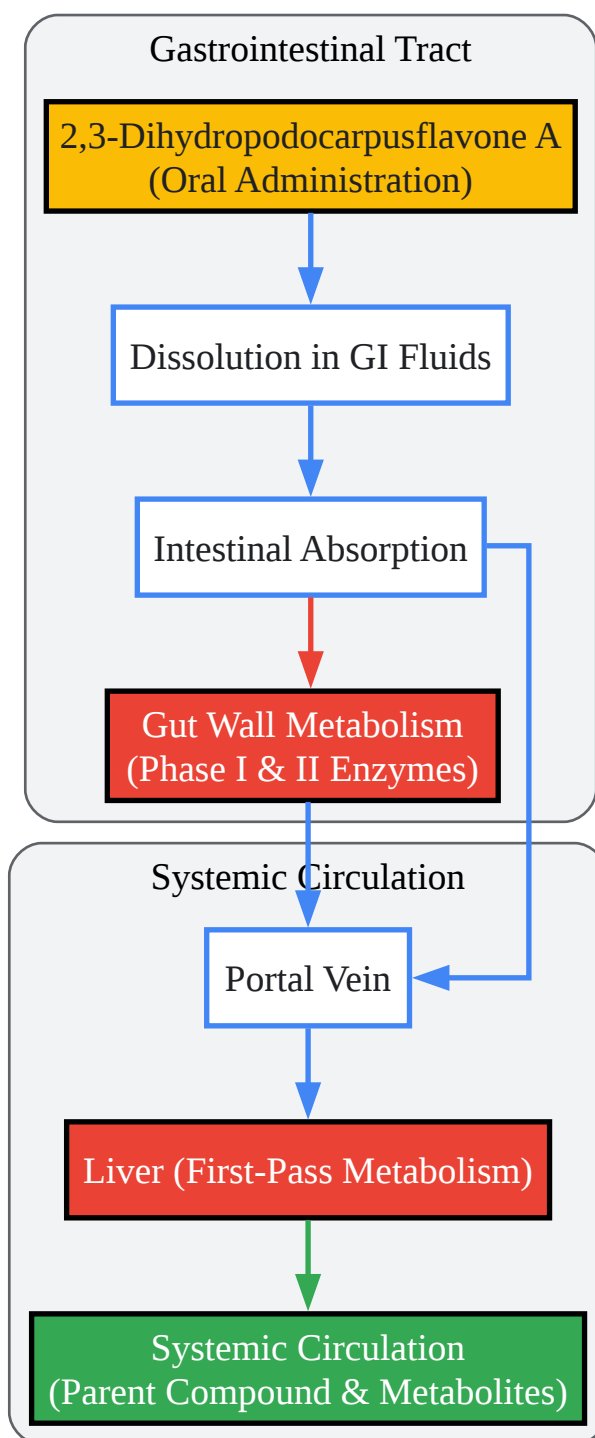 Gastrointestinal Tract
2,3-Dihydropodocarpusflavone A
(Oral Administration)
Dissolution in GI Fluids
Intestinal Absorption
Gut Wall Metabolism
(Phase I & II Enzymes)
Systemic Circulation
Portal Vein
Liver (First-Pass Metabolism)
Systemic Circulation
(Parent Compound & Metabolites)